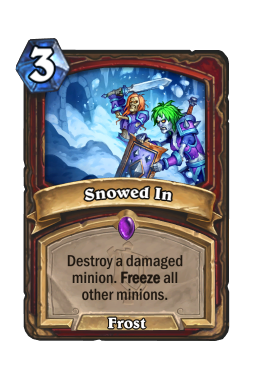 3
Snowed In
Destroy a damaged
minion. Freeze all
other minions.
Frost